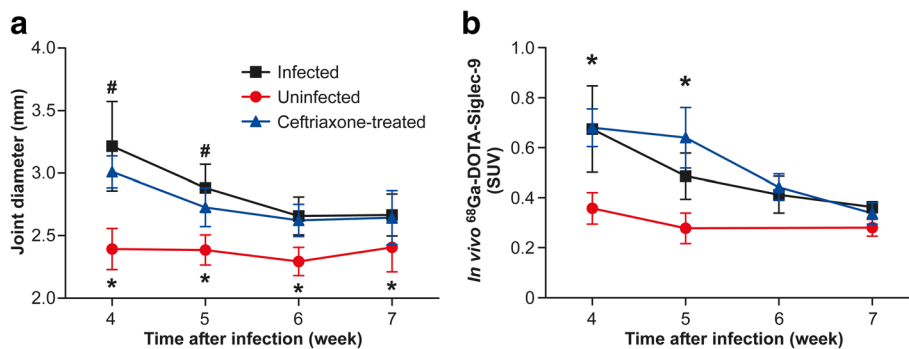 a
4.0
3.5
3.0
2.5
2.0
Joint diameter (mm)
#
#
* * * *
Infected
Uninfected
Ceftriaxone-treated
4 5 6 7
Time after infection (week)
b
1.0
0.8
0.6
0.4
0.2
0
In vivo ⁶⁸Ga-DOTA-Siglec-9
(SUV)
*
*
4 5 6 7
Time after infection (week)